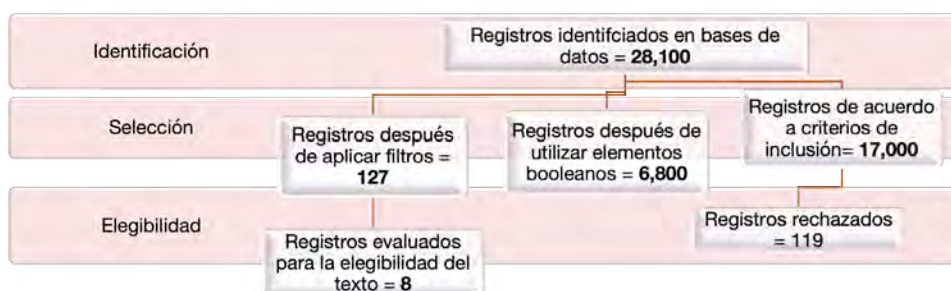 Identificación
Registros identifciados en bases de
datos = 28,100
Selección
Registros después
de aplicar filtros =
127
Registros después de
utilizar elementos
booleanos = 6,800
Registros de acuerdo
a criterios de
inclusión= 17,000
Elegibilidad
Registros evaluados
para la elegibilidad del
texto = 8
Registros rechazados
= 119